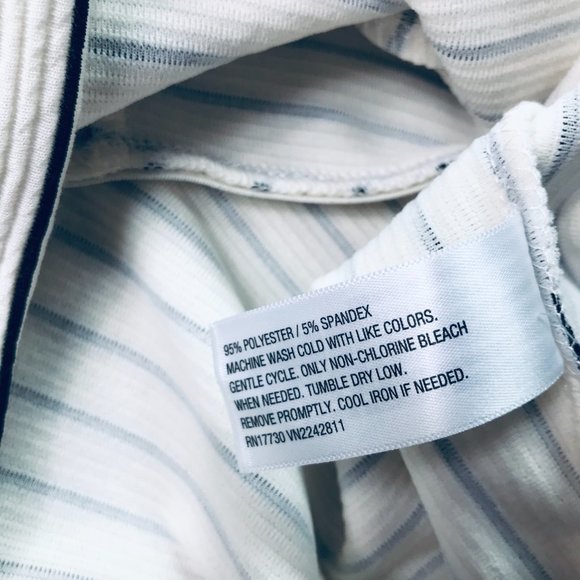 95% POLYESTER / 5% SPANDEX
MACHINE WASH COLD WITH LIKE COLORS.
GENTLE CYCLE. ONLY NON-CHLORINE BLEACH
WHEN NEEDED. TUMBLE DRY LOW.
REMOVE PROMPTLY. COOL IRON IF NEEDED.
RN17730 VN2242811